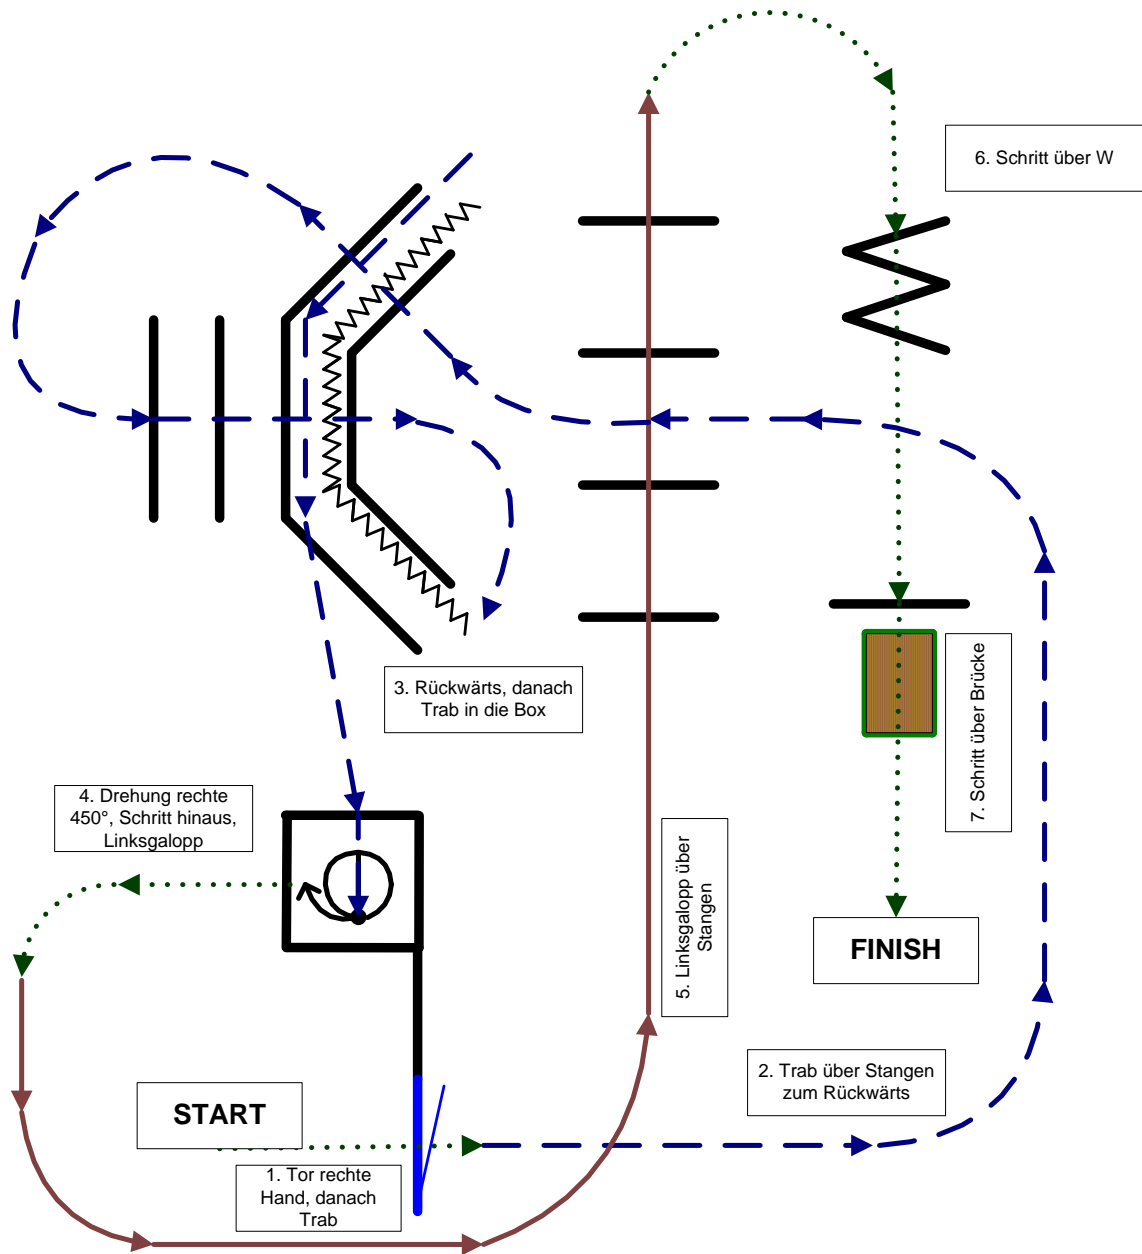 6. Schritt über W
3. Rückwärts, danach
Trab in die Box
7. Schritt über Brücke
4. Drehung rechte
450°, Schritt hinaus,
Linksgalopp
5. Linksgalopp über
Stangen
FINISH
2. Trab über Stangen
zum Rückwärts
START
1. Tor rechte
Hand, danach
Trab